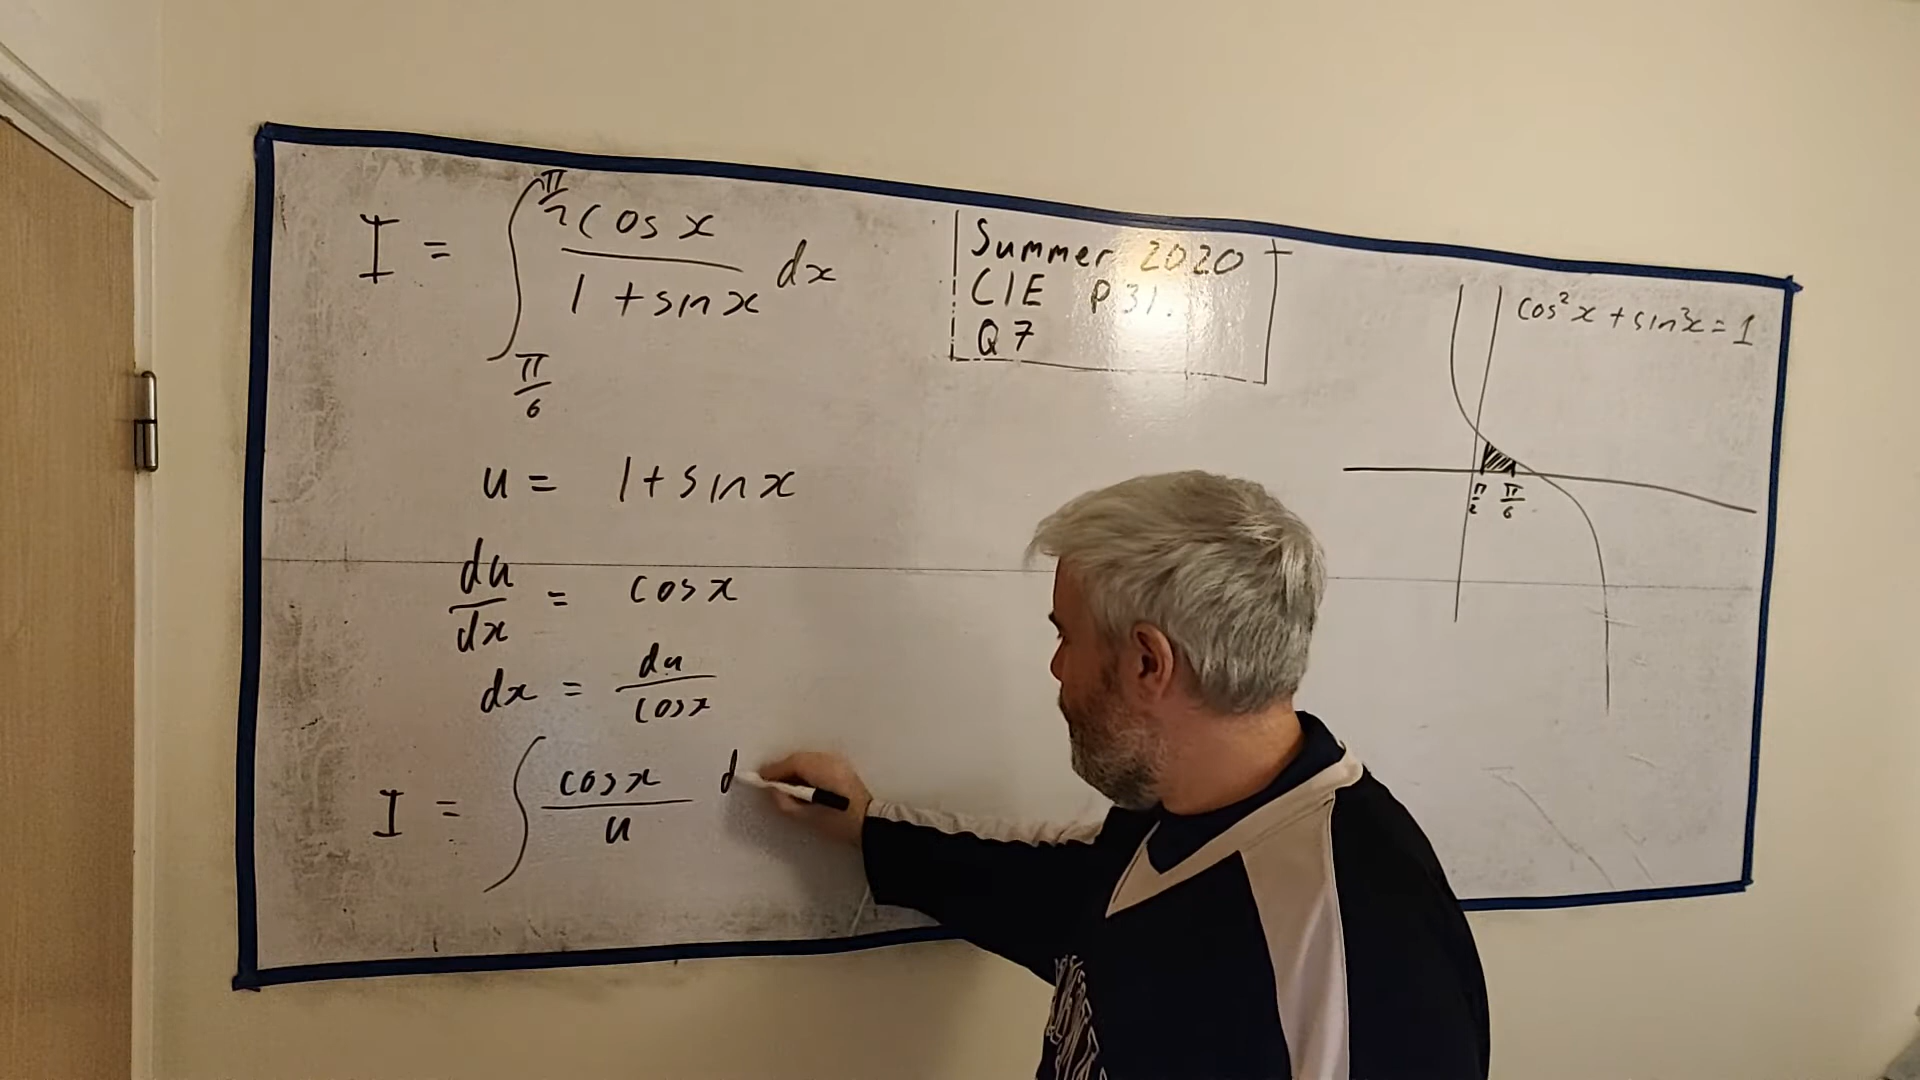 I = ∫ π/2 π/6 cos x / 1 + sin x dx
Summer 2020
CIE P31.
Q7
cos²x + sin²x = 1
π/2 π/6
u = 1 + sin x
du/dx = cos x
dx = du / cos x
I = ∫ cos x / u d